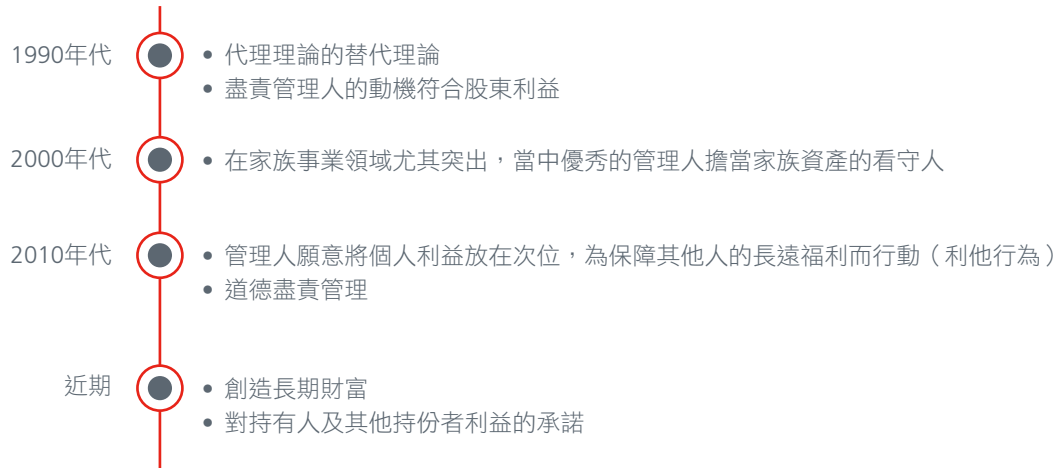 1990年代
• 代理理論的替代理論
• 盡責管理人的動機符合股東利益
2000年代
• 在家族事業領域尤其突出，當中優秀的管理人擔當家族資產的看守人
2010年代
• 管理人願意將個人利益放在次位，為保障其他人的長遠福利而行動（利他行為）
• 道德盡責管理
近期
• 創造長期財富
• 對持有人及其他持份者利益的承諾